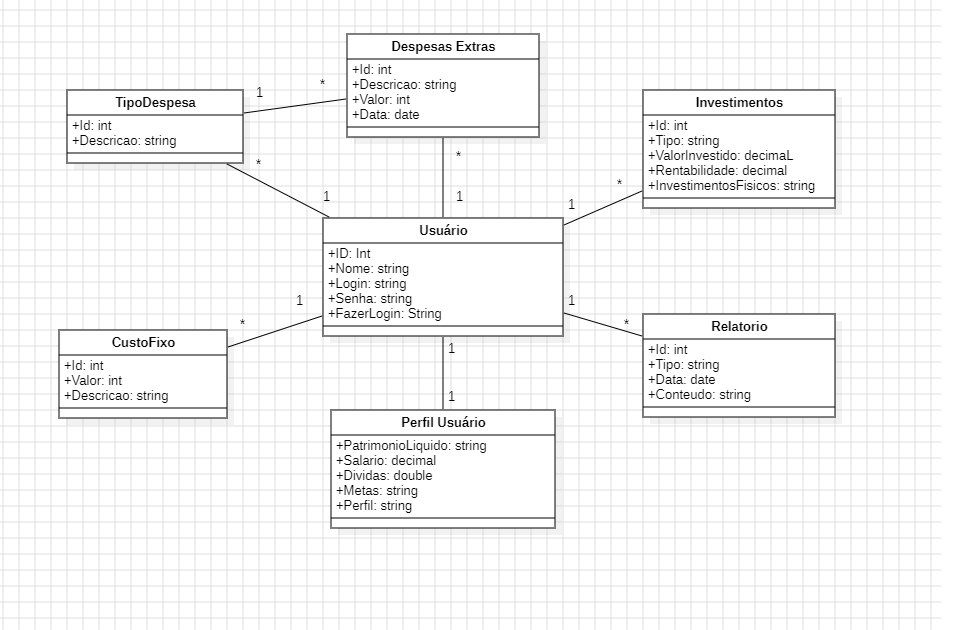 Despesas Extras
+Id: int
+Descricao: string
+Valor: int
+Data: date
TipoDespesa
+Id: int
+Descricao: string
1
*
Investimentos
+Id: int
+Tipo: string
+ValorInvestido: decimaL
+Rentabilidade: decimal
+InvestimentosFisicos: string
*
1
*
1
*
1
Usuário
+ID: Int
+Nome: string
+Login: string
+Senha: string
+FazerLogin: String
1
*
1
*
CustoFixo
+Id: int
+Valor: int
+Descricao: string
Relatorio
+Id: int
+Tipo: string
+Data: date
+Conteudo: string
1
1
Perfil Usuário
+PatrimonioLiquido: string
+Salario: decimal
+Dividas: double
+Metas: string
+Perfil: string